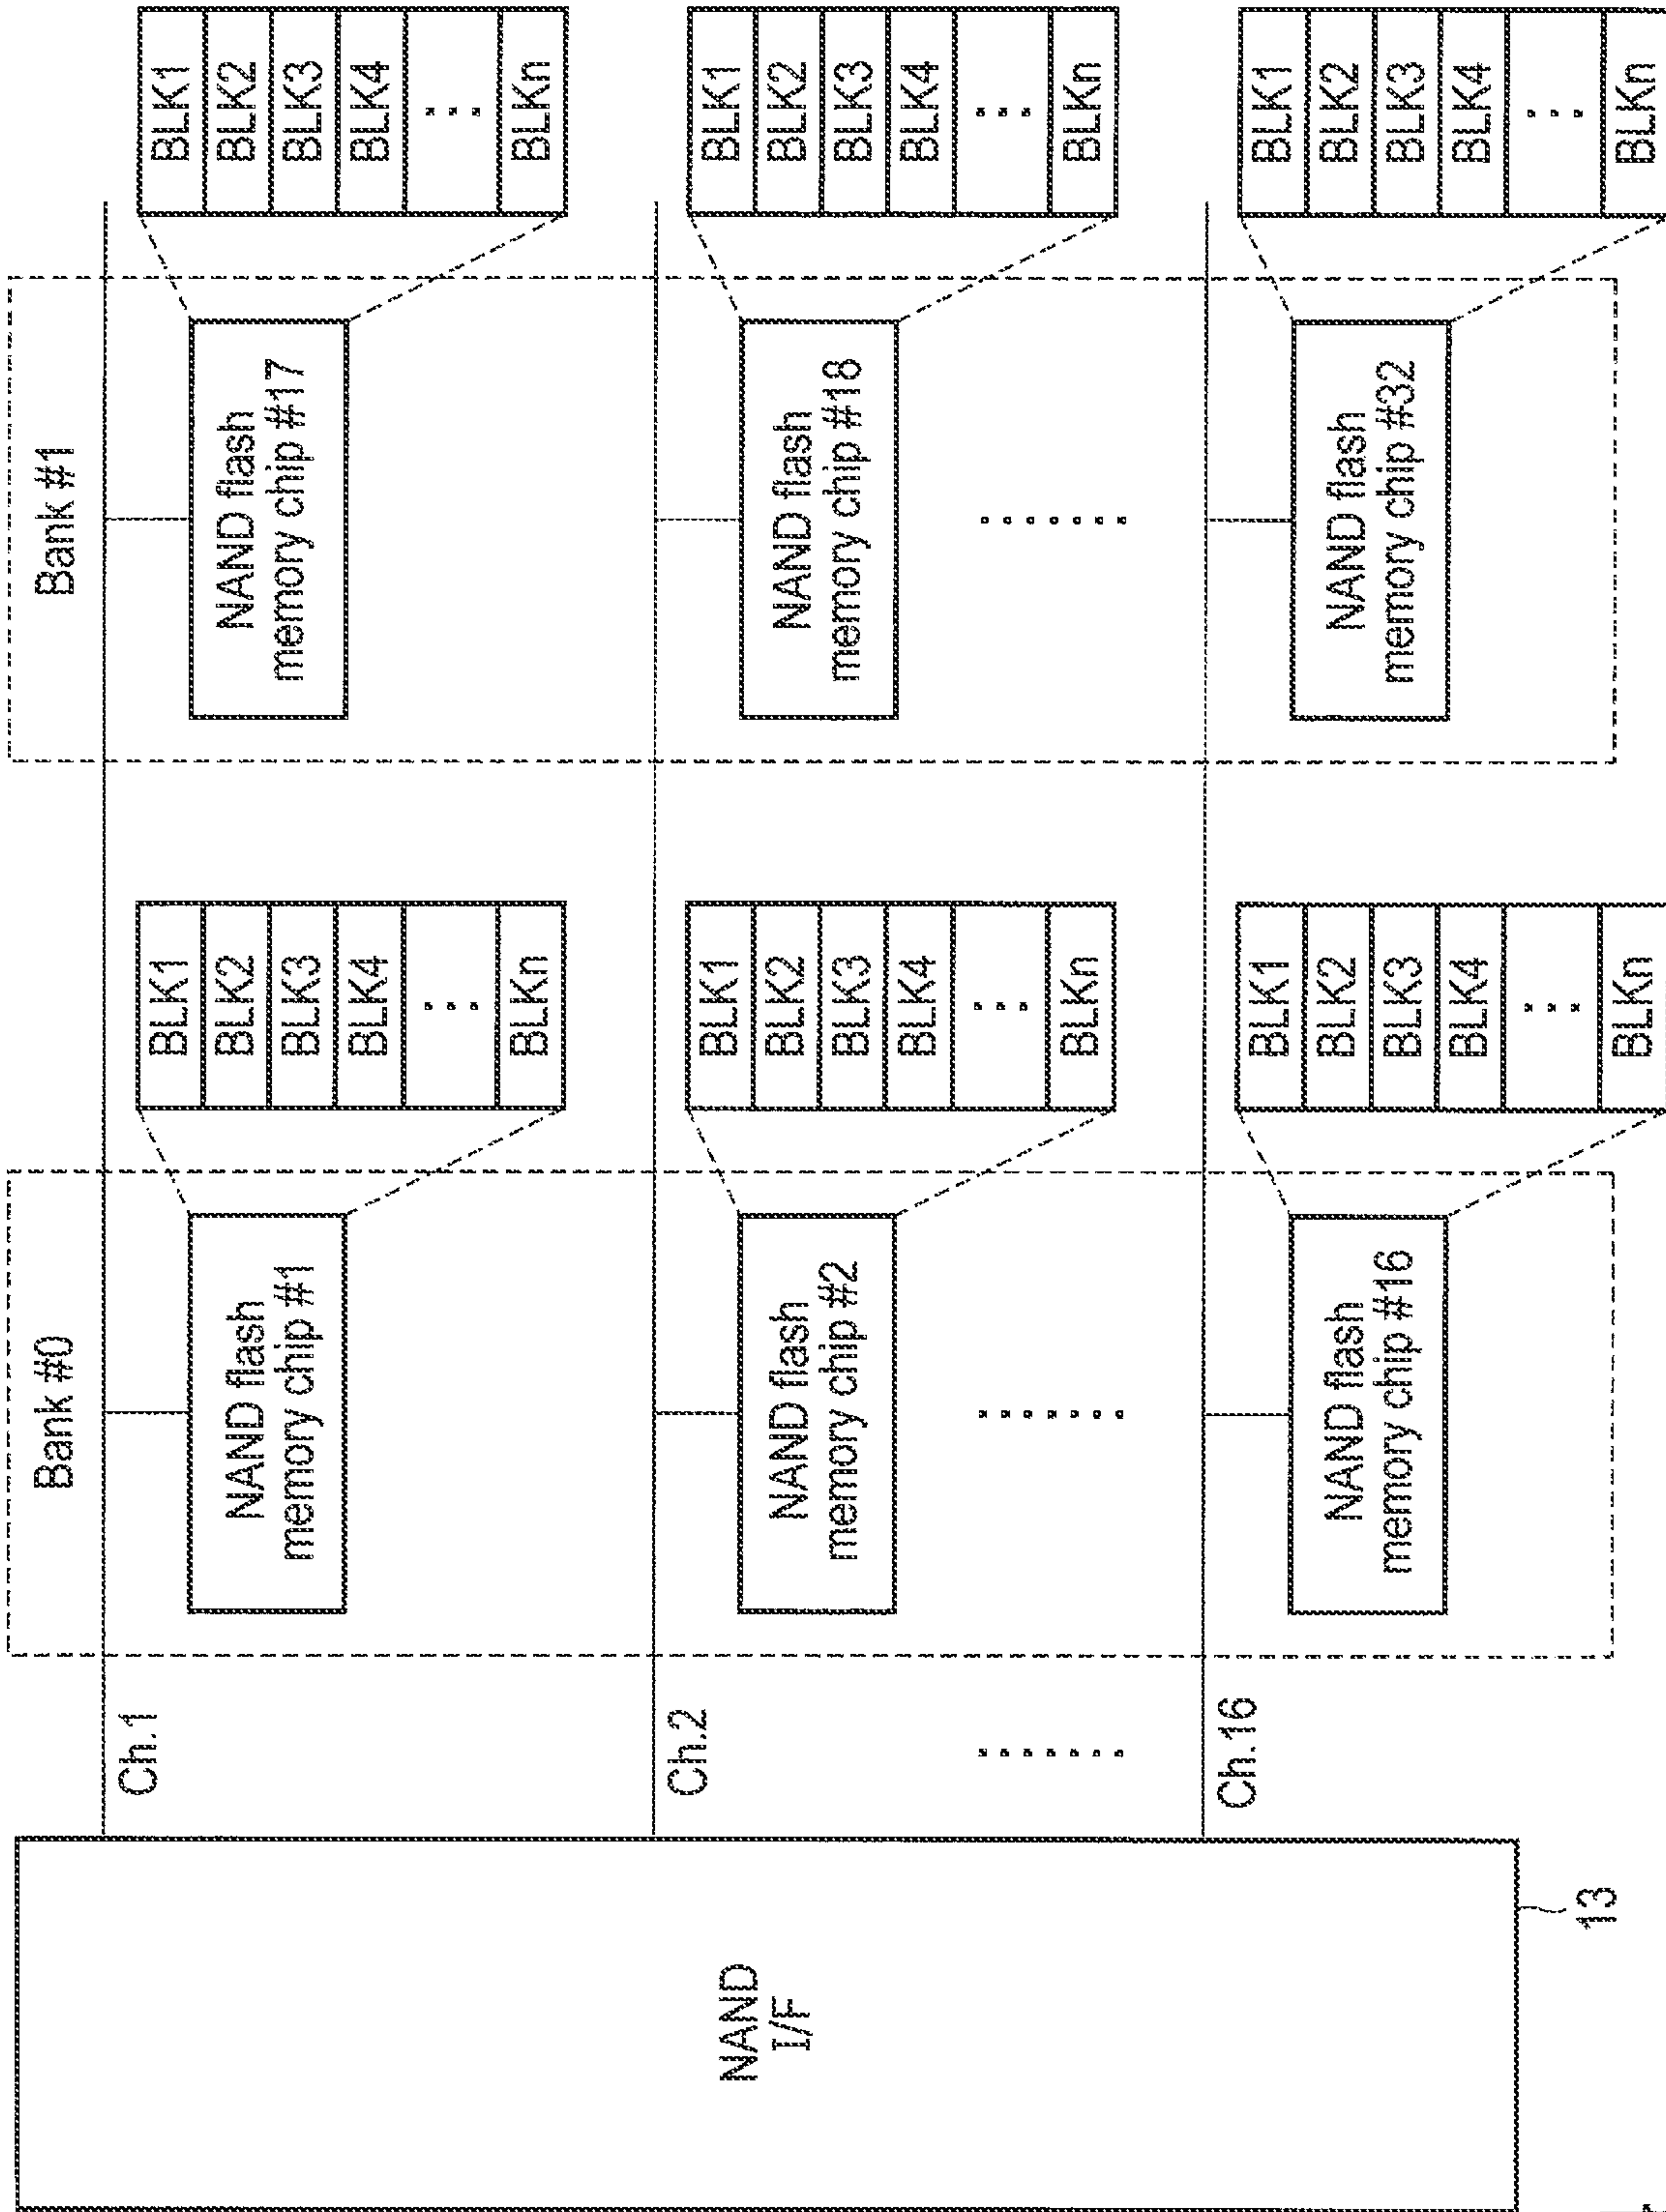 Bank #0
Bank #1
NAND
I/F
13
Ch.1
NAND flash
memory chip #1
BLK1
BLK2
BLK3
BLK4
...
BLKn
NAND flash
memory chip #17
BLK1
BLK2
BLK3
BLK4
...
BLKn
Ch.2
NAND flash
memory chip #2
BLK1
BLK2
BLK3
BLK4
...
BLKn
NAND flash
memory chip #18
BLK1
BLK2
BLK3
BLK4
...
BLKn
.......
.......
.......
Ch.16
NAND flash
memory chip #16
BLK1
BLK2
BLK3
BLK4
...
BLKn
NAND flash
memory chip #32
BLK1
BLK2
BLK3
BLK4
...
BLKn